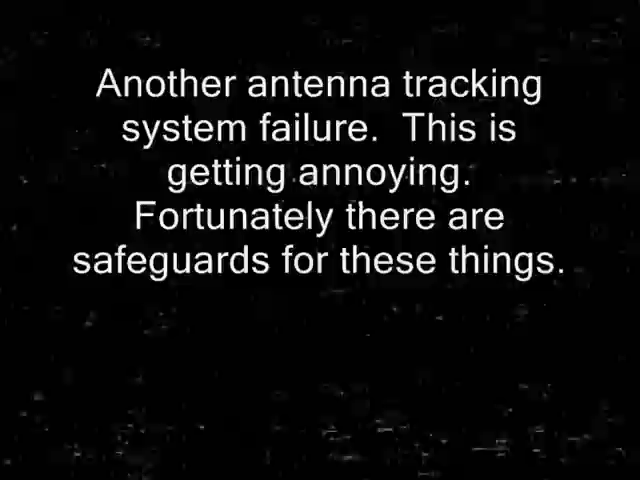 Another antenna tracking
system failure.  This is
getting annoying.
Fortunately there are
safeguards for these things.